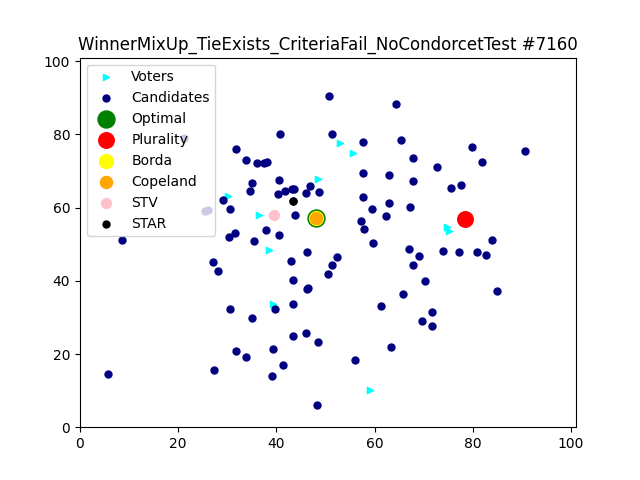 WinnerMixUp_TieExists_CriteriaFail_NoCondorcetTest #7160
100
80
60
40
20
0
0 20 40 60 80 100
Voters
Candidates
Optimal
Plurality
Borda
Copeland
STV
STAR